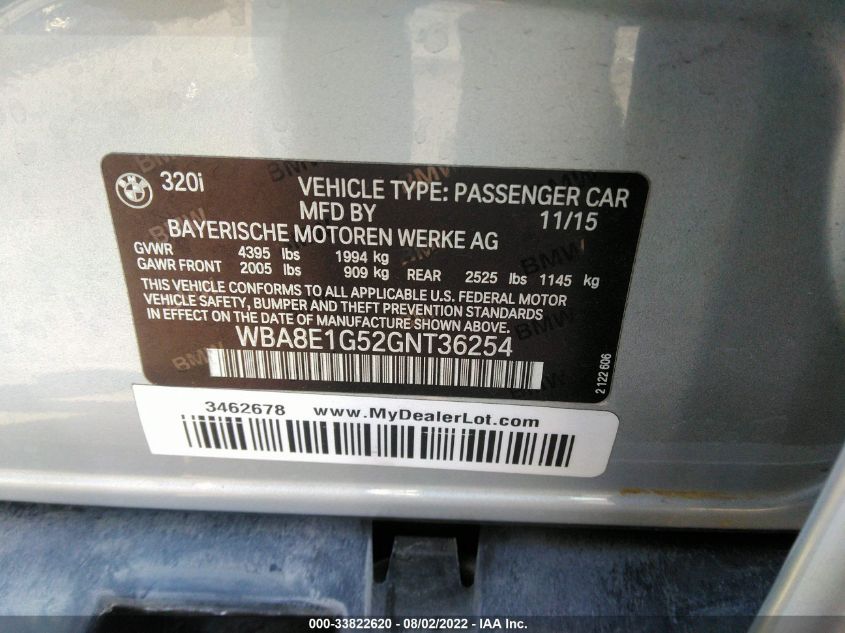 320i
VEHICLE TYPE: PASSENGER CAR
MFD BY 11/15
BAYERISCHE MOTOREN WERKE AG
GVWR 4395 lbs 1994 kg
GAWR FRONT 2005 lbs 909 kg REAR 2525 lbs 1145 kg
THIS VEHICLE CONFORMS TO ALL APPLICABLE U.S. FEDERAL MOTOR
VEHICLE SAFETY, BUMPER AND THEFT PREVENTION STANDARDS
IN EFFECT ON THE DATE OF MANUFACTURE SHOWN ABOVE.
WBA8E1G52GNT36254
2 122 606
3462678 www.MyDealerLot.com
000-33822620 - 08/02/2022 - IAA Inc.